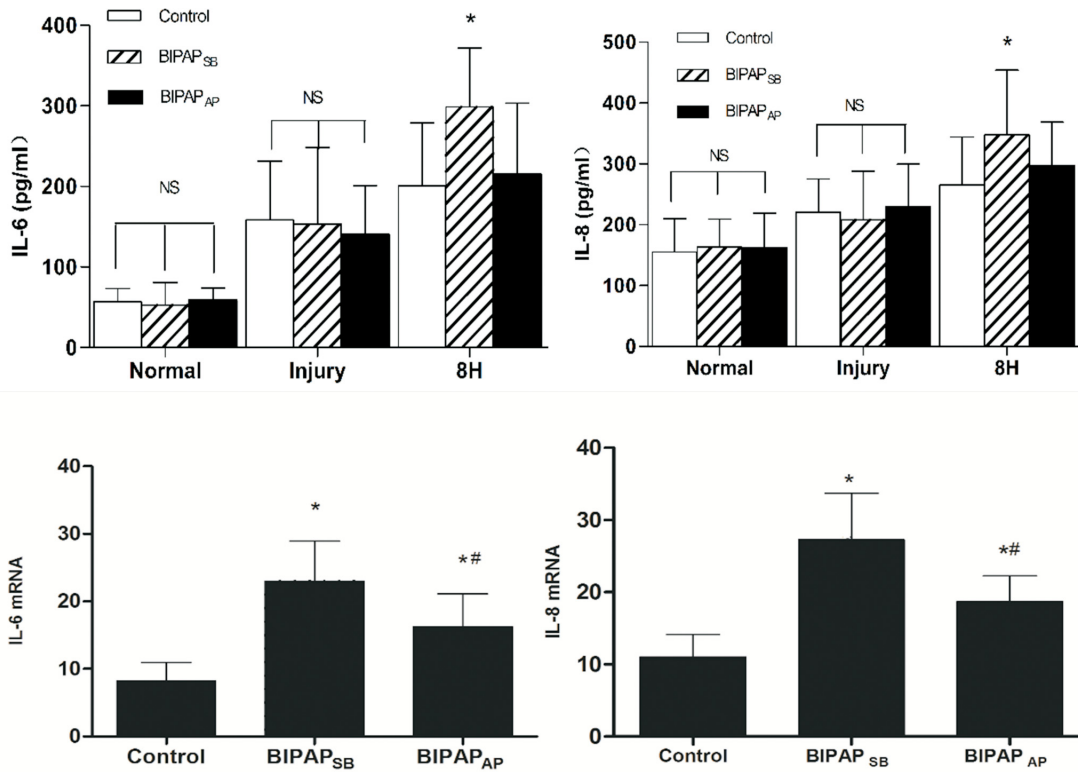 Control
BIPAPSB
BIPAPAP
*
NS
NS
IL-6 (pg/ml)
400
300
200
100
0
Normal Injury 8H
Control
BIPAPSB
BIPAPAP
*
NS
NS
IL-8 (pg/ml)
500
400
300
200
100
0
Normal Injury 8H
IL-6 mRNA
40
30
20
10
0
*
*#
Control BIPAPSB BIPAPAP
IL-8 mRNA
40
30
20
10
0
*
*#
Control BIPAP SB BIPAP AP